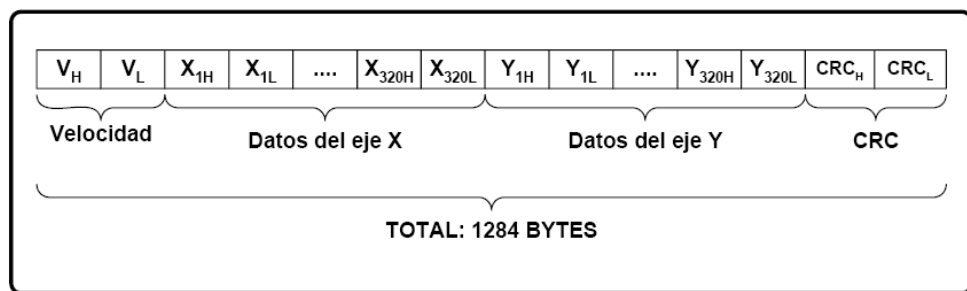 V_H V_L X_1H X_1L .... X_320H X_320L Y_1H Y_1L .... Y_320H Y_320L CRC_H CRC_L
Velocidad Datos del eje X Datos del eje Y CRC
TOTAL: 1284 BYTES